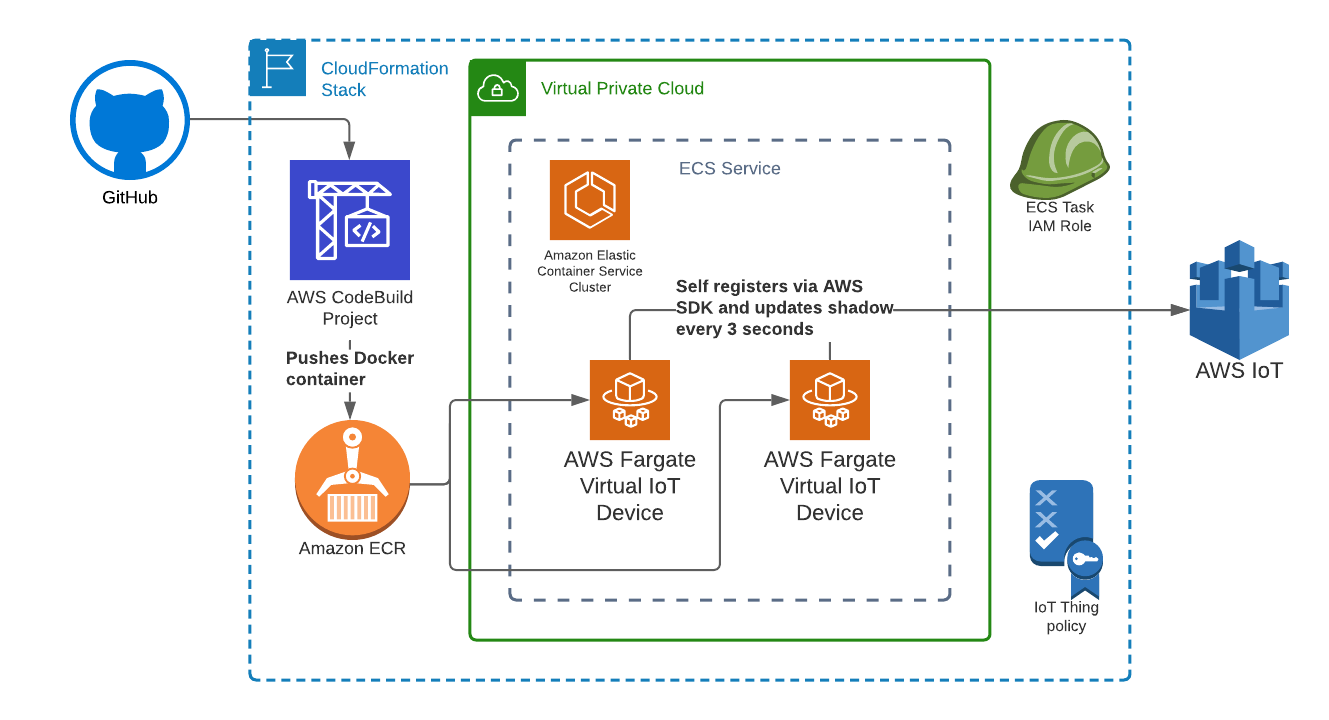 CloudFormation
Stack
Virtual Private Cloud
GitHub
ECS Service
Amazon Elastic
Container Service
Cluster
ECS Task
IAM Role
AWS CodeBuild
Project
Self registers via AWS
SDK and updates shadow
every 3 seconds
Pushes Docker
container
AWS IoT
AWS Fargate
Virtual IoT
Device
AWS Fargate
Virtual IoT
Device
Amazon ECR
IoT Thing
policy